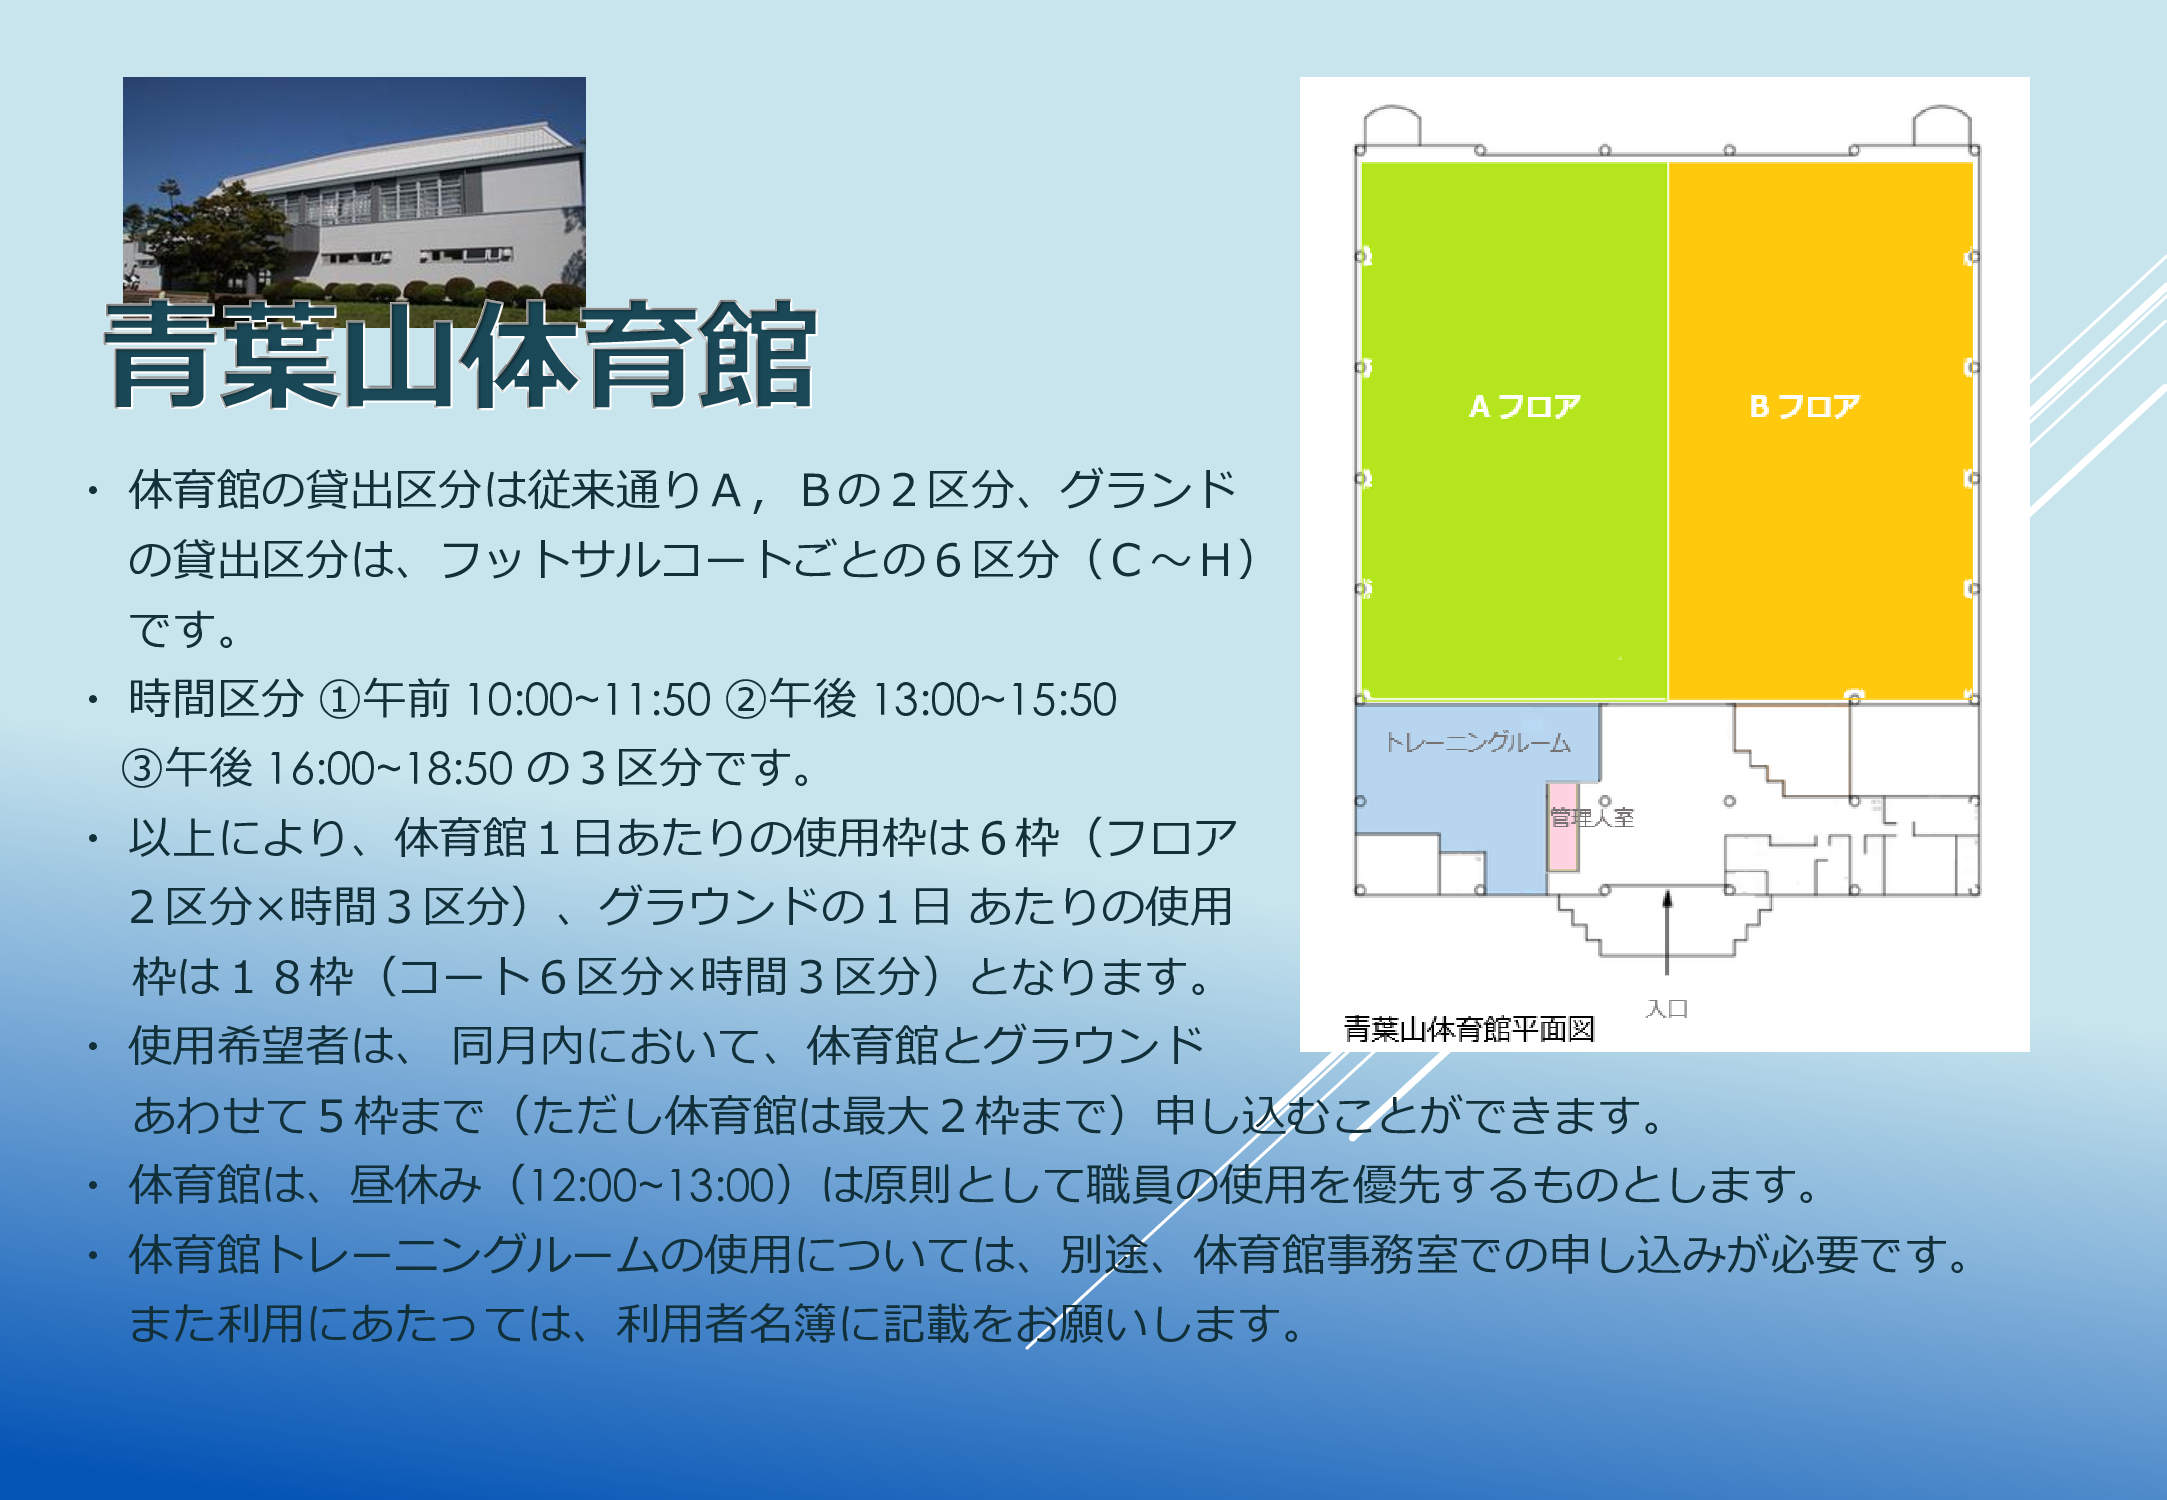 青葉山体育館
・ 体育館の貸出区分は従来通りＡ，Ｂの２区分、グランド
の貸出区分は、フットサルコートごとの６区分（Ｃ～Ｈ）
です。
・ 時間区分 ①午前 10:00~11:50 ②午後 13:00~15:50
③午後 16:00~18:50 の３区分です。
・ 以上により、体育館１日あたりの使用枠は６枠（フロア
２区分×時間３区分）、グラウンドの１日 あたりの使用
枠は１８枠（コート６区分×時間３区分）となります。
・ 使用希望者は、 同月内において、体育館とグラウンド
あわせて５枠まで（ただし体育館は最大２枠まで）申し込むことができます。
・ 体育館は、昼休み（12:00~13:00）は原則として職員の使用を優先するものとします。
・ 体育館トレーニングルームの使用については、別途、体育館事務室での申し込みが必要です。
また利用にあたっては、利用者名簿に記載をお願いします。
A フロア
B フロア
トレーニングルーム
管理人室
入口
青葉山体育館平面図